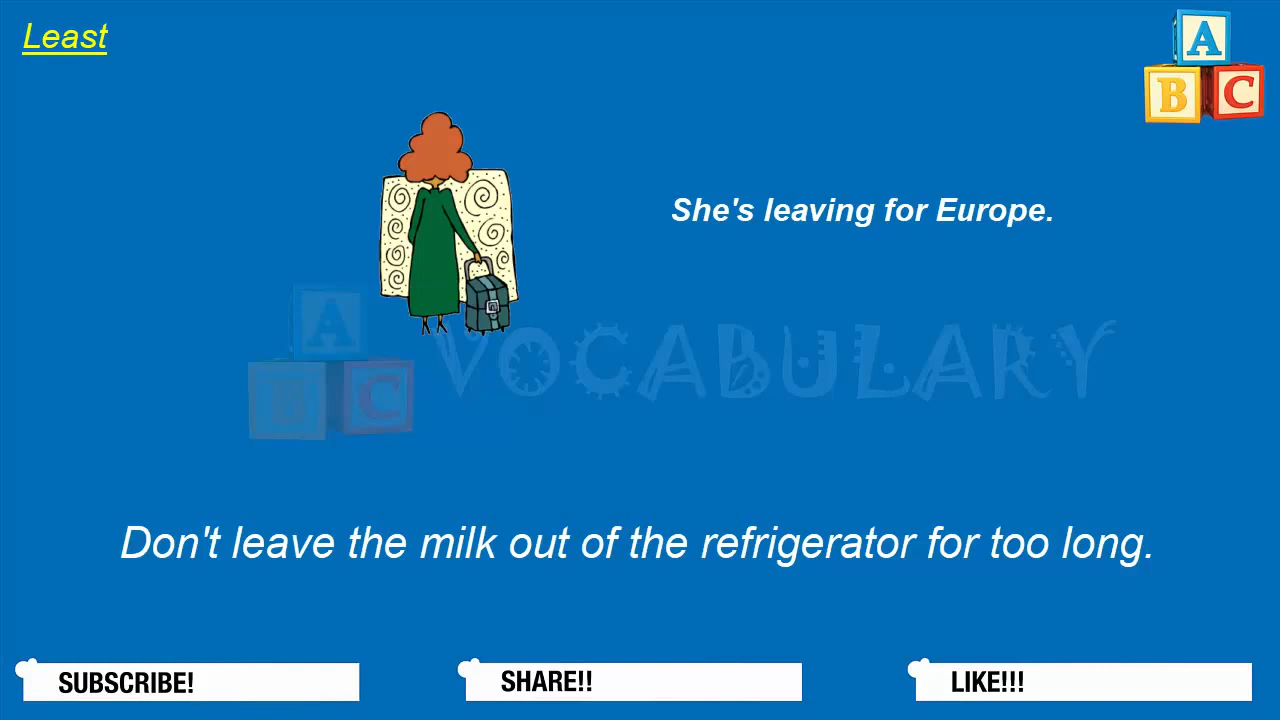 Least
A
B C
She's leaving for Europe.
A
B C
VOCABULARY
Don't leave the milk out of the refrigerator for too long.
SUBSCRIBE!
SHARE!!
LIKE!!!